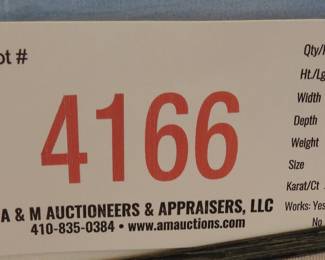 ot #
4166
A & M AUCTIONEERS & APPRAISERS, LLC
410-835-0384 • www.amauctions.com
Qty/
Ht./Lg
Width
Depth
Weight
Size
Karat/Ct
Works: Yes
No